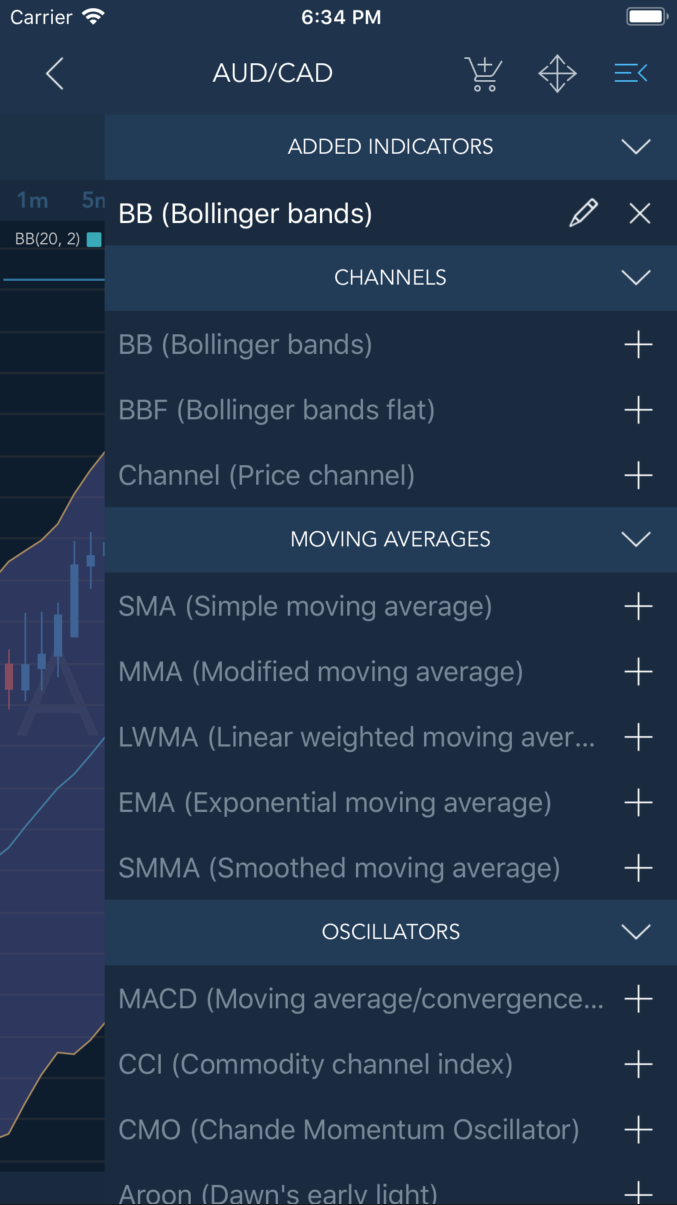 Carrier 6:34 PM
AUD/CAD
ADDED INDICATORS
1m 5m BB (Bollinger bands)
BB(20, 2)
CHANNELS
BB (Bollinger bands)
BBF (Bollinger bands flat)
Channel (Price channel)
MOVING AVERAGES
SMA (Simple moving average)
MMA (Modified moving average)
A
LWMA (Linear weighted moving aver...
EMA (Exponential moving average)
SMMA (Smoothed moving average)
OSCILLATORS
MACD (Moving average/convergence...
CCI (Commodity channel index)
CMO (Chande Momentum Oscillator)
Aroon (Dawn's early light)